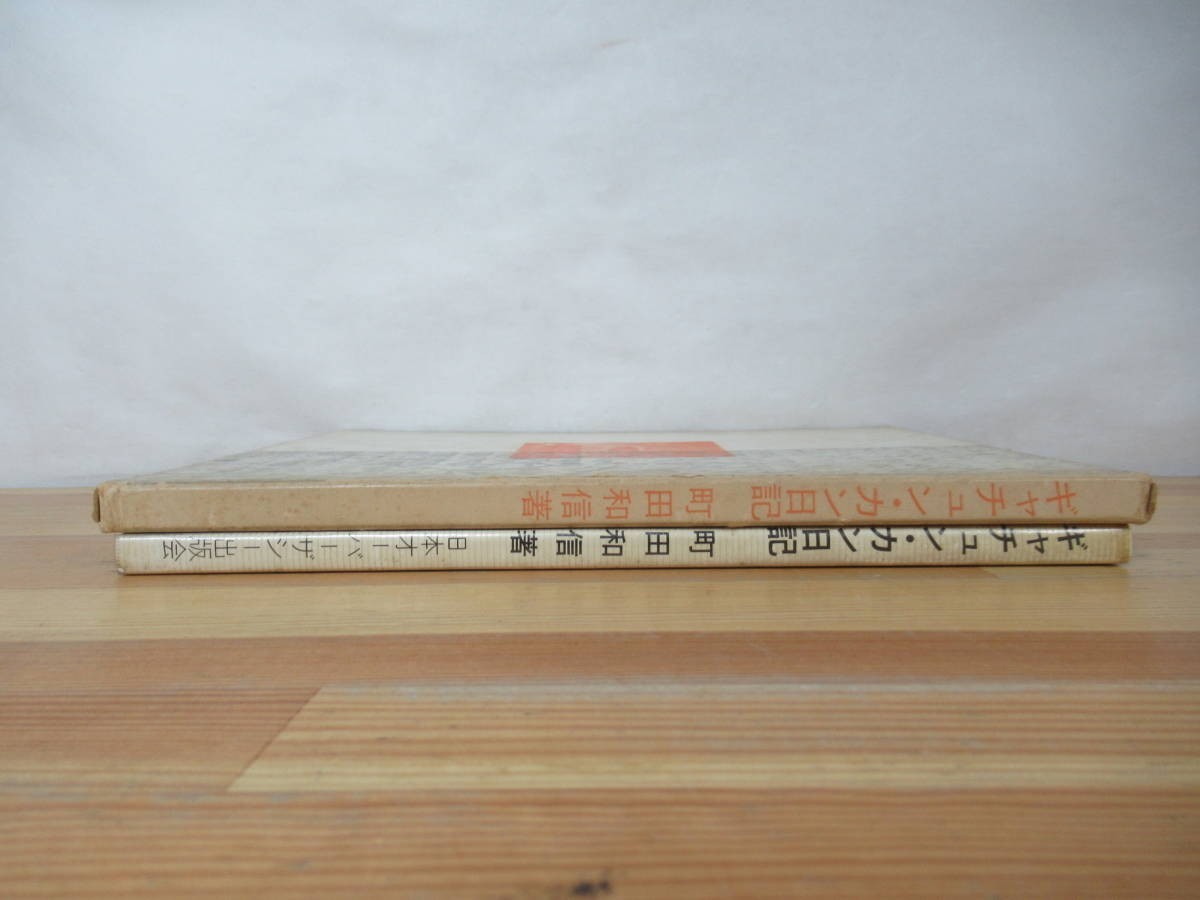 ギャチュン・カン日記 町田和信著
ギャチュン・カン日記 町田和信著 日本オーバーザシー出版会